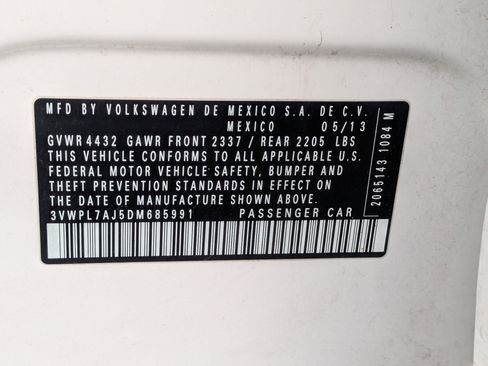 MFD BY VOLKSWAGEN DE MEXICO S.A. DE C.V.
MEXICO 05/13
GVWR 4432 GAWR FRONT 2337 / REAR 2205 LBS
THIS VEHICLE CONFORMS TO ALL APPLICABLE U.S.
FEDERAL MOTOR VEHICLE SAFETY, BUMPER AND
THEFT PREVENTION STANDARDS IN EFFECT ON
THE DATE OF MANUFACTURE SHOWN ABOVE.
3VWPL7AJ5DM685991 PASSENGER CAR
2065143 1084 M